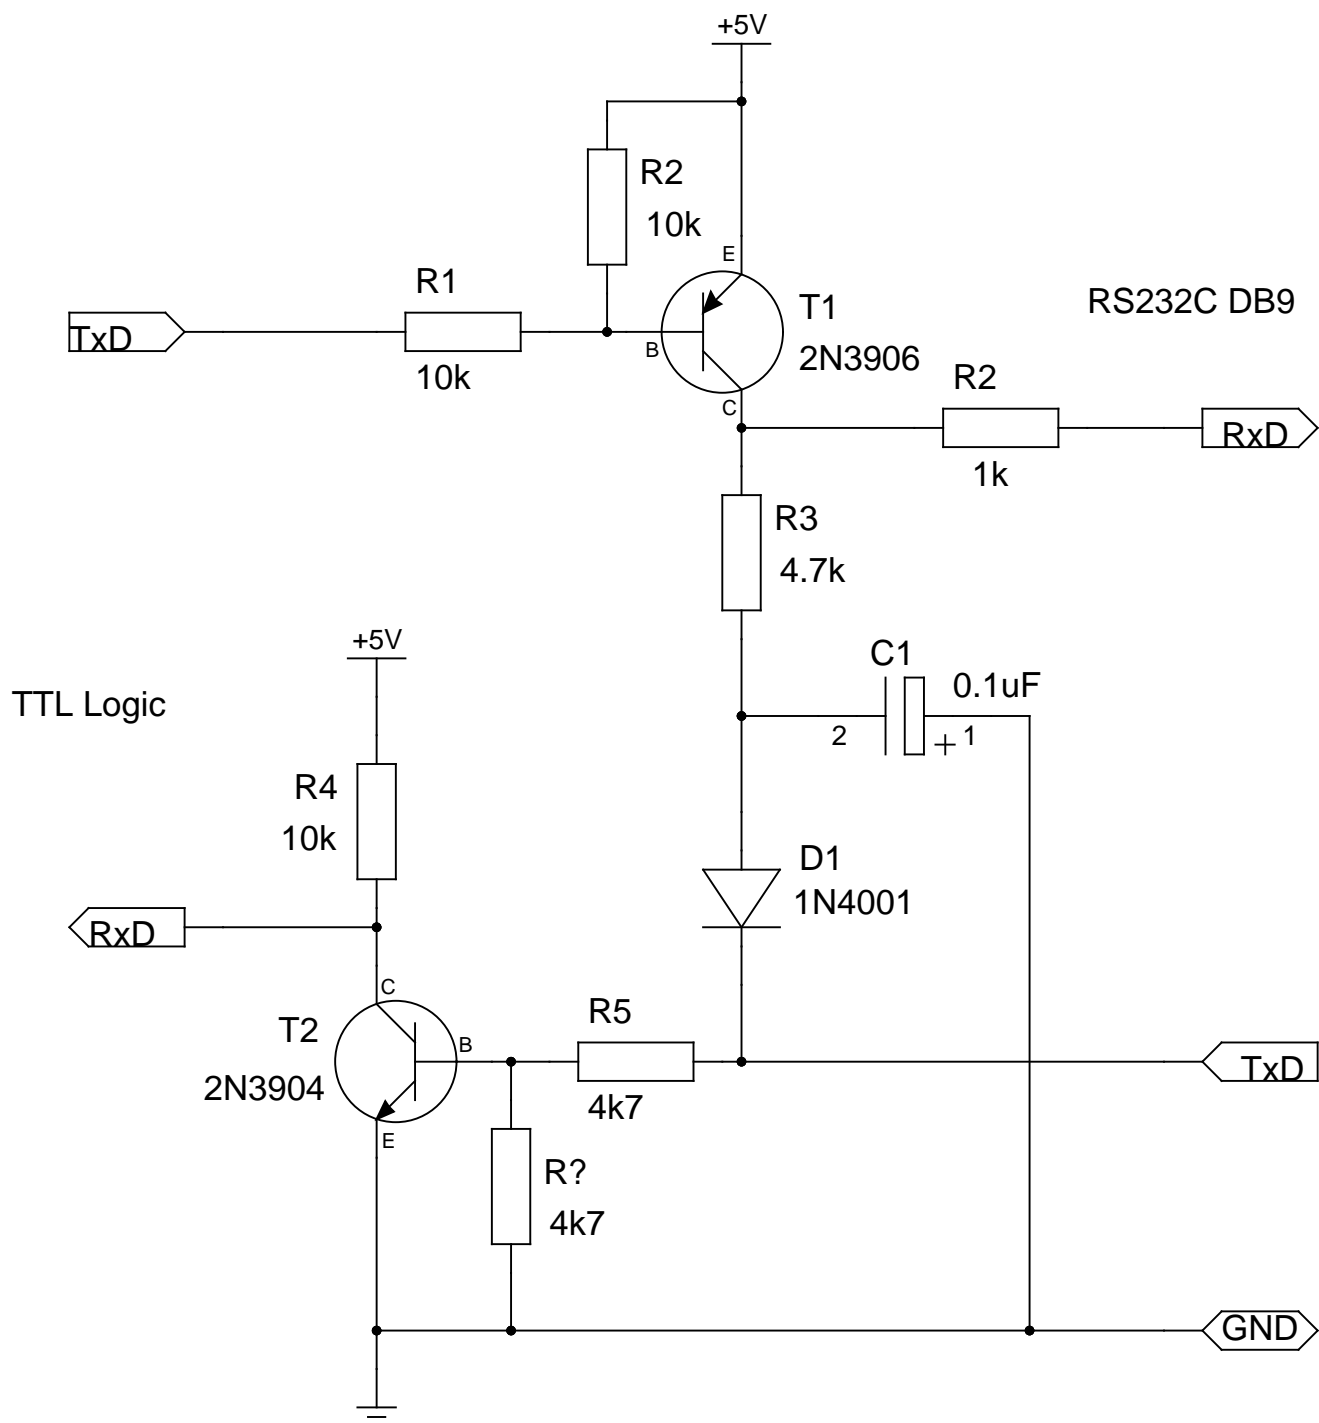 +5V
R2
10k
E
R1
T1
RS232C DB9
TxD
B
2N3906
10k
R2
C
RxD
1k
R3
4.7k
+5V
C1
0.1uF
TTL Logic
2
+ 1
R4
10k
D1
1N4001
RxD
C
R5
T2
B
TxD
2N3904
4k7
E
R?
4k7
GND